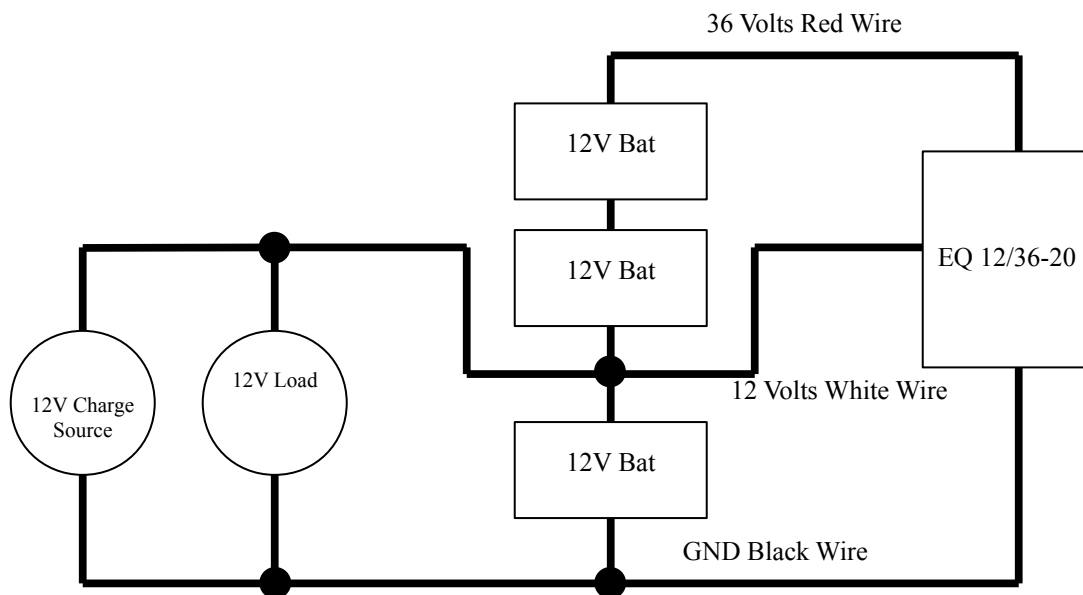 36 Volts Red Wire
12V Bat
12V Bat
EQ 12/36-20
12V Load
12V Charge
Source
12 Volts White Wire
12V Bat
GND Black Wire